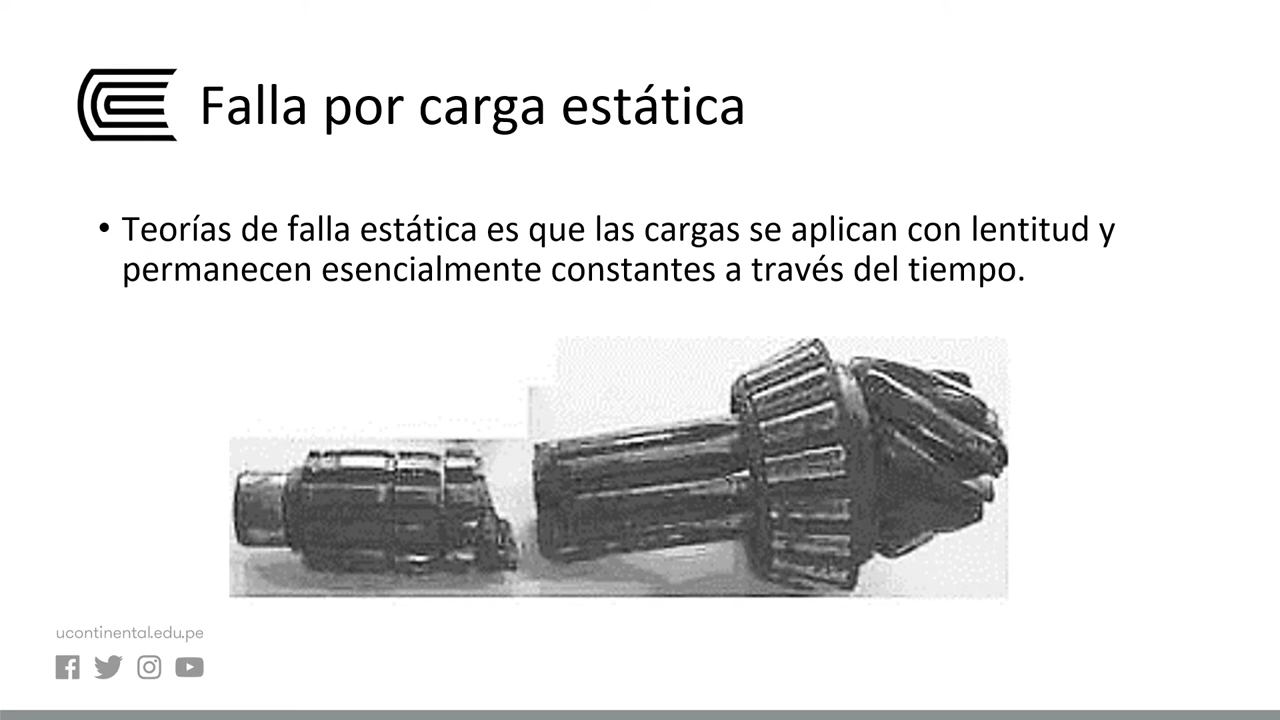 Falla por carga estática
• Teorías de falla estática es que las cargas se aplican con lentitud y
permanecen esencialmente constantes a través del tiempo.
ucontinental.edu.pe